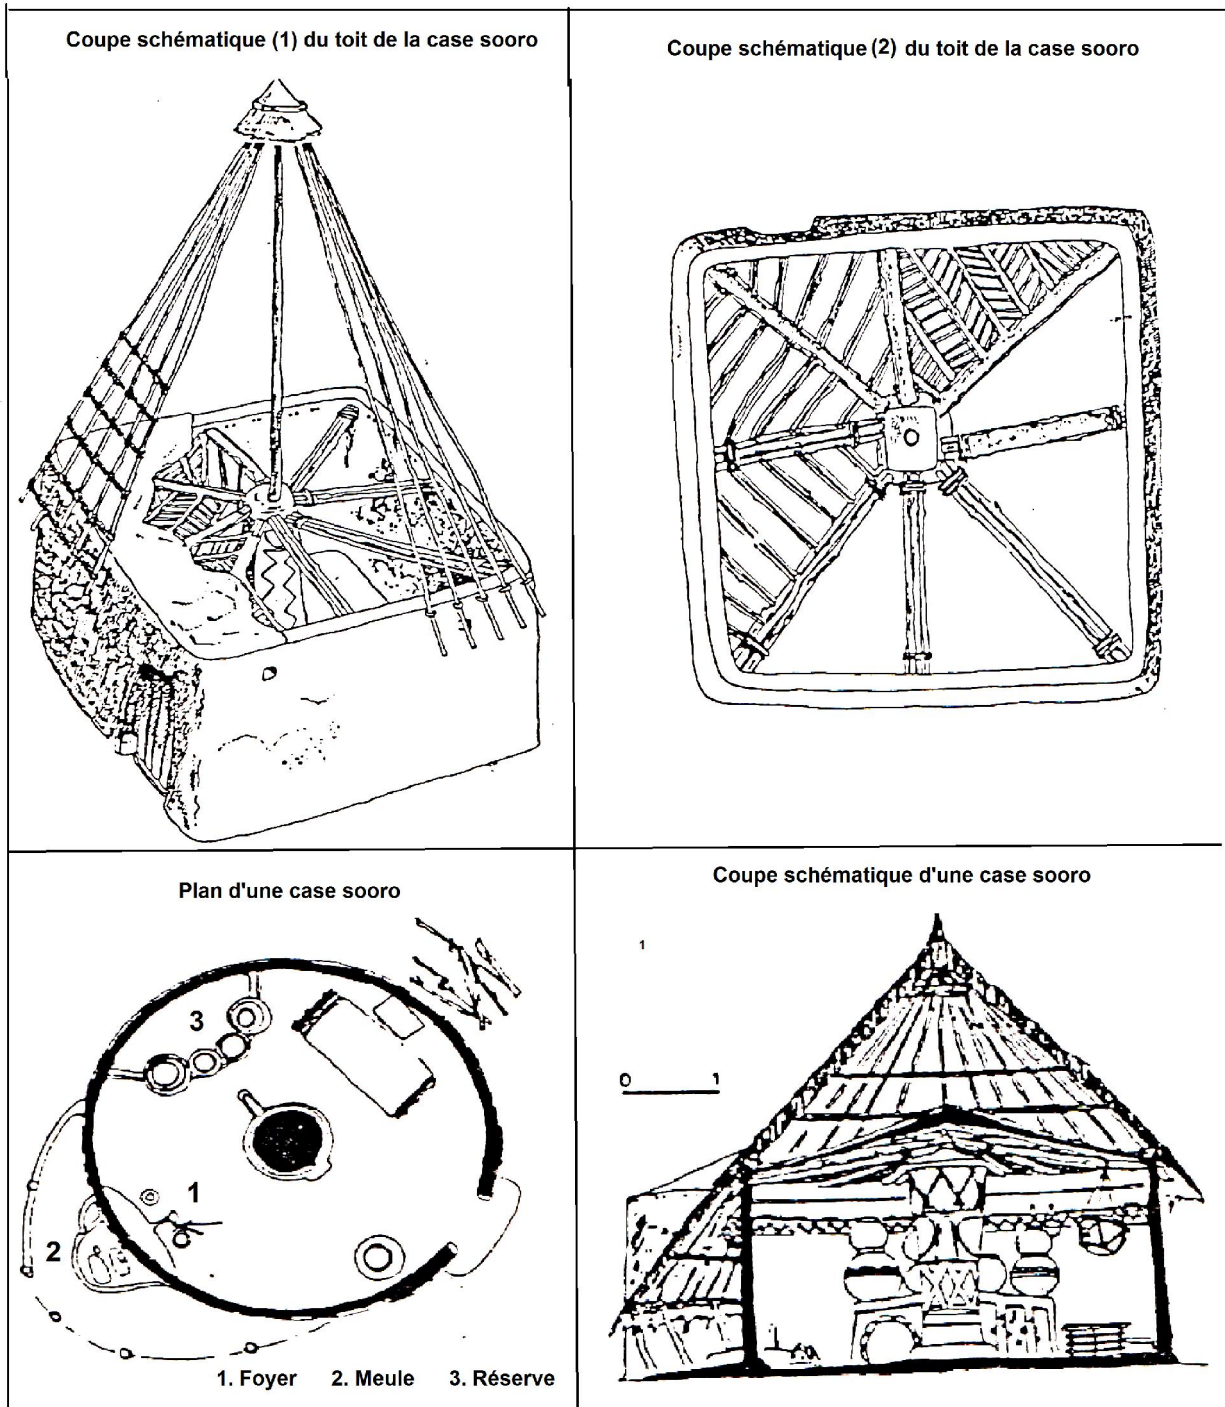 Coupe schématique (1) du toit de la case sooro
Coupe schématique (2) du toit de la case sooro
Plan d'une case sooro
3
1
2
1. Foyer 2. Meule 3. Réserve
Coupe schématique d'une case sooro
1
0 1